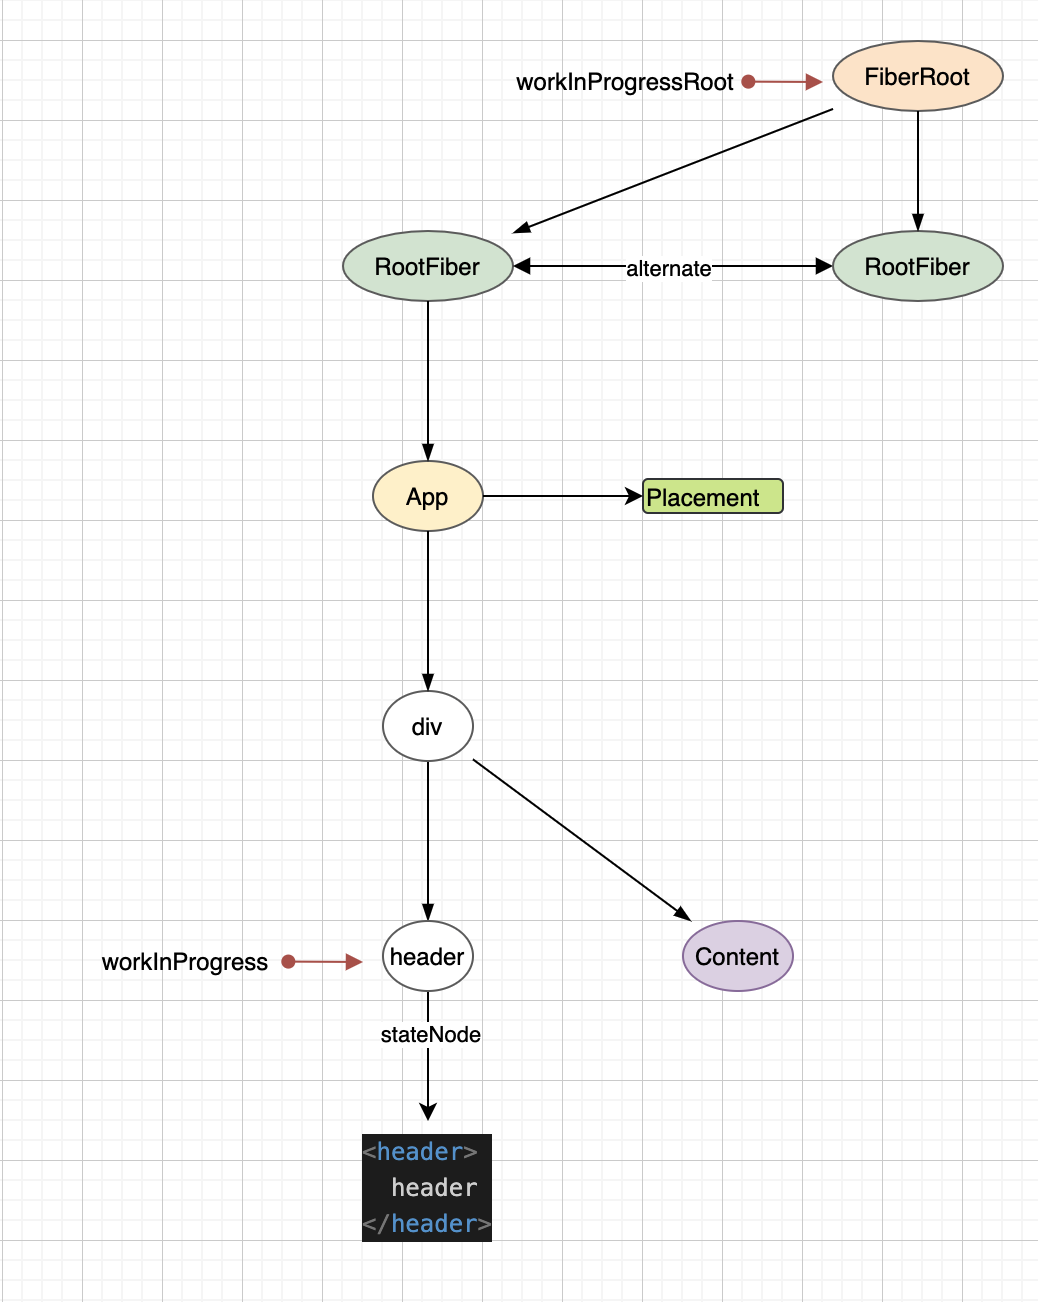 workInProgressRoot
FiberRoot
RootFiber
alternate
RootFiber
App
Placement
div
workInProgress
header
Content
stateNode
<header>
header
</header>